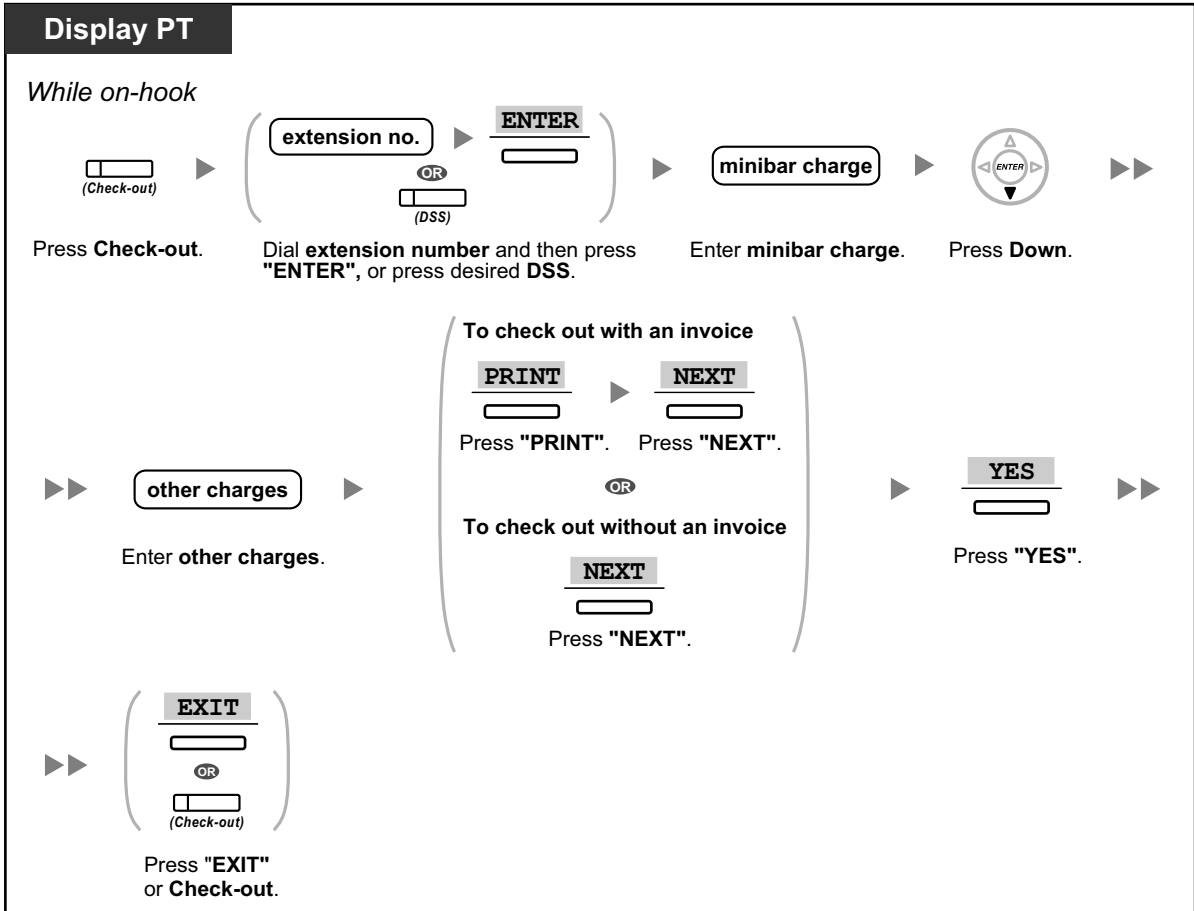 Display PT
While on-hook
(Check-out)
extension no.
ENTER
OR
(DSS)
minibar charge
ENTER
Press Check-out.
Dial extension number and then press
"ENTER", or press desired DSS.
Enter minibar charge.
Press Down.
other charges
Enter other charges.
To check out with an invoice
PRINT
NEXT
Press "PRINT".
Press "NEXT".
OR
To check out without an invoice
NEXT
Press "NEXT".
YES
Press "YES".
EXIT
OR
(Check-out)
Press "EXIT"
or Check-out.